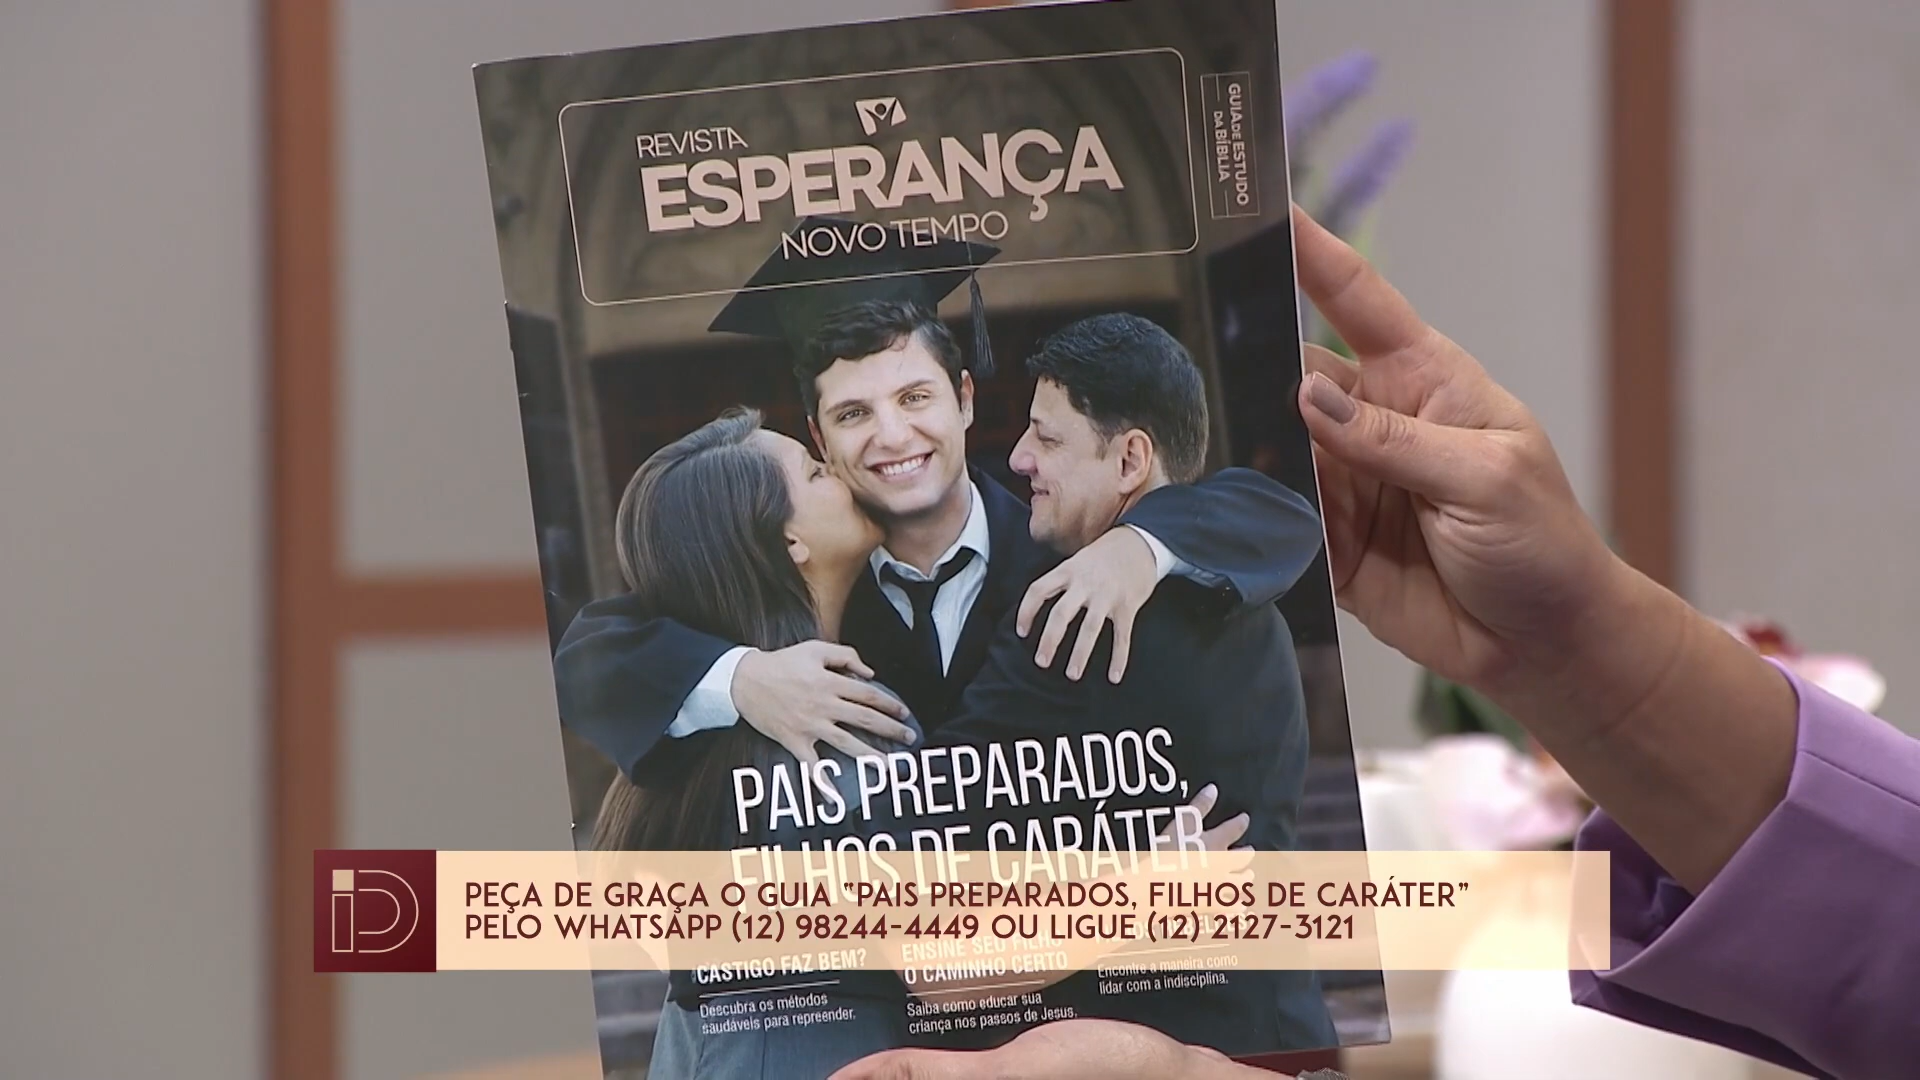 REVISTA
ESPERANÇA
NOVO TEMPO
GUIA DE ESTUDO
DA BÍBLIA
PAIS PREPARADOS,
FILHOS DE CARÁTER
PEÇA DE GRAÇA O GUIA “PAIS PREPARADOS, FILHOS DE CARÁTER”
PELO WHATSAPP (12) 98244-4449 OU LIGUE (12) 2127-3121
CASTIGO FAZ BEM?
Descubra os métodos
saudáveis para repreender.
ENSINE SEU FILHO
O CAMINHO CERTO
Saiba como educar sua
criança nos passos de Jesus.
Encontre a maneira como
lidar com a indisciplina.